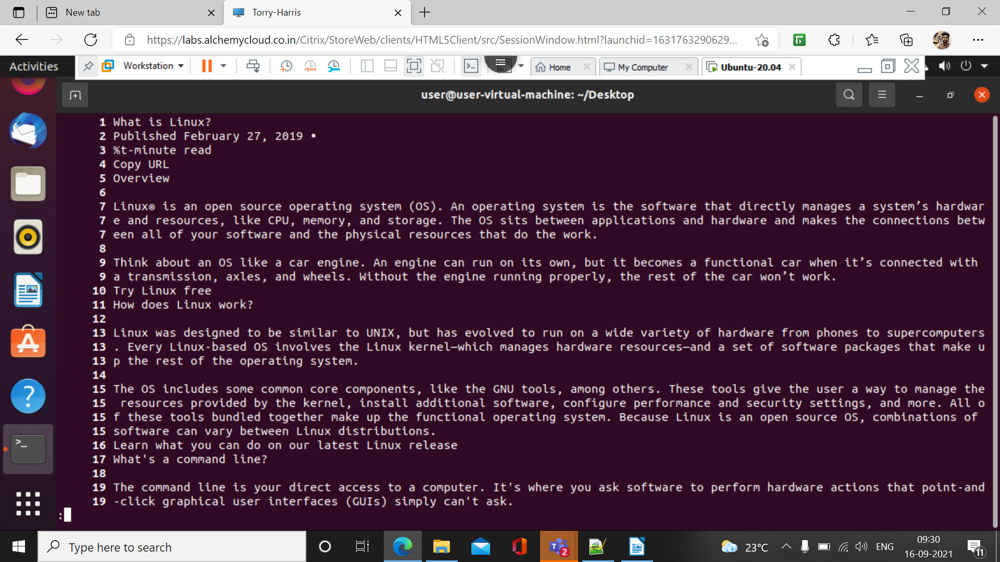 New tab
Torry-Harris
https://labs.alchemycloud.co.in/Citrix/StoreWeb/clients/HTML5Client/src/SessionWindow.html?launchid=1631763290629...
Activities
Workstation
Home
My Computer
Ubuntu-20.04
user@user-virtual-machine: ~/Desktop
1 What is Linux?
2 Published February 27, 2019 •
3 %t-minute read
4 Copy URL
5 Overview
6
7 Linux® is an open source operating system (OS). An operating system is the software that directly manages a system’s hardwar
7 e and resources, like CPU, memory, and storage. The OS sits between applications and hardware and makes the connections betw
7 een all of your software and the physical resources that do the work.
8
9 Think about an OS like a car engine. An engine can run on its own, but it becomes a functional car when it’s connected with
9 a transmission, axles, and wheels. Without the engine running properly, the rest of the car won’t work.
10 Try Linux free
11 How does Linux work?
12
13 Linux was designed to be similar to UNIX, but has evolved to run on a wide variety of hardware from phones to supercomputers
13 . Every Linux-based OS involves the Linux kernel—which manages hardware resources—and a set of software packages that make u
13 p the rest of the operating system.
14
15 The OS includes some common core components, like the GNU tools, among others. These tools give the user a way to manage the
15  resources provided by the kernel, install additional software, configure performance and security settings, and more. All o
15 f these tools bundled together make up the functional operating system. Because Linux is an open source OS, combinations of
15 software can vary between Linux distributions.
16 Learn what you can do on our latest Linux release
17 What's a command line?
18
19 The command line is your direct access to a computer. It's where you ask software to perform hardware actions that point-and
19 -click graphical user interfaces (GUIs) simply can't ask.
:
Type here to search
2
23°C
ENG
09:30
16-09-2021
11